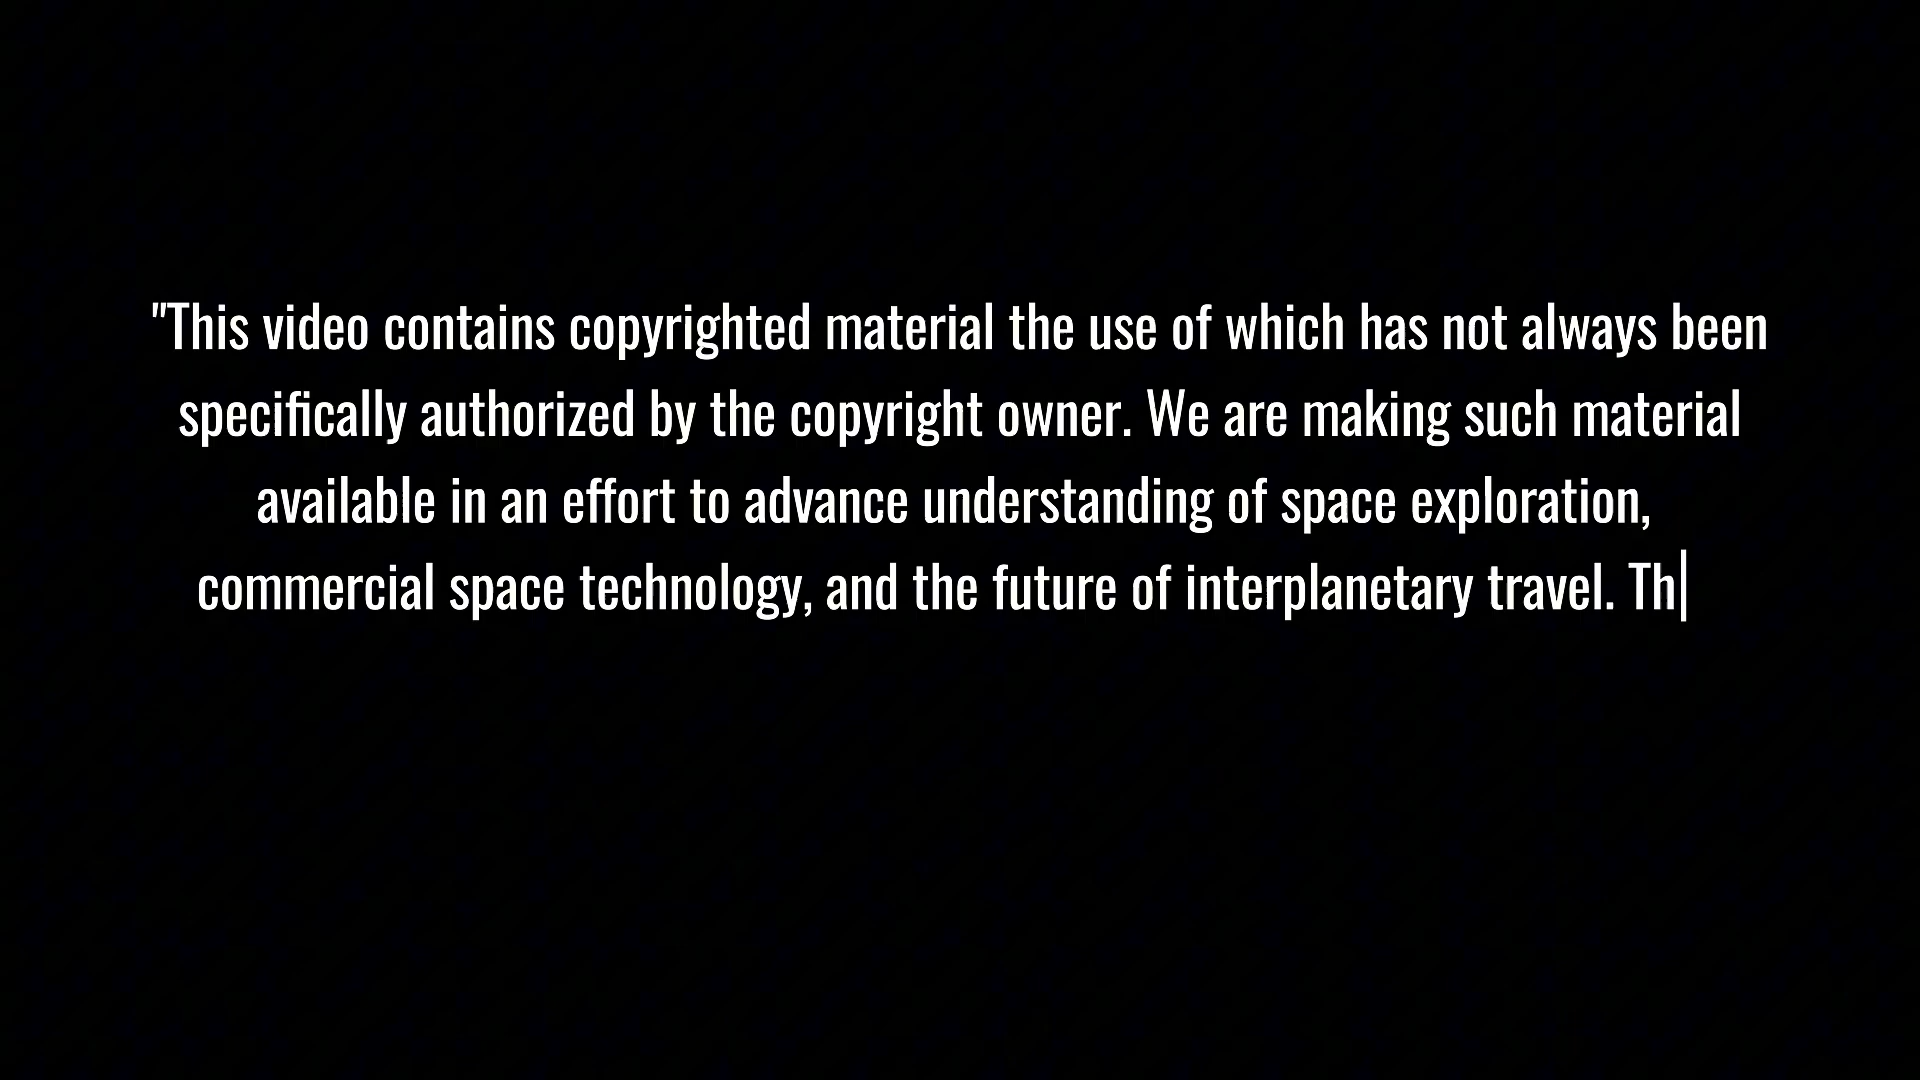 "This video contains copyrighted material the use of which has not always been
specifically authorized by the copyright owner. We are making such material
available in an effort to advance understanding of space exploration,
commercial space technology, and the future of interplanetary travel. Th